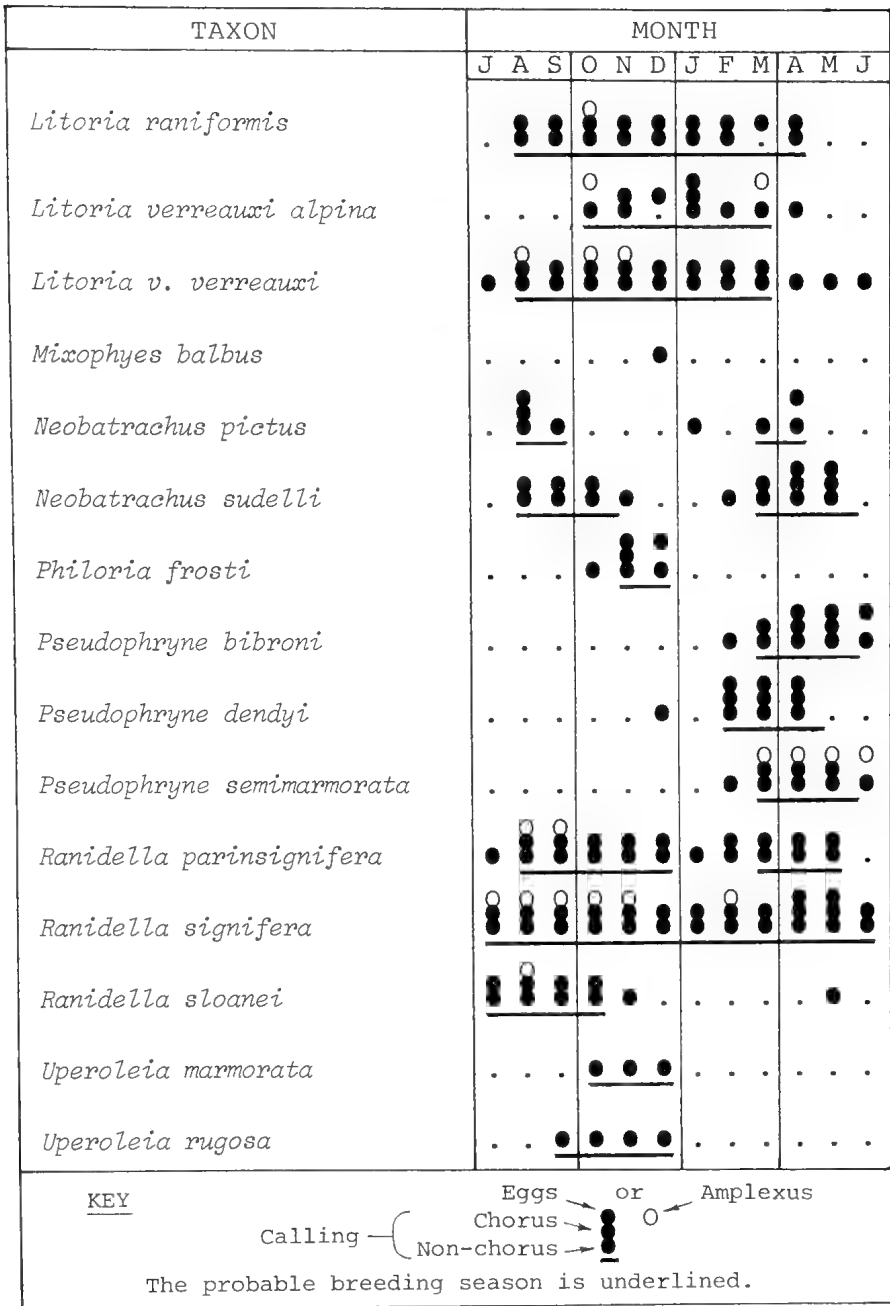 TAXON MONTH
J A S O N D J F M A M J
Litoria raniformis
Litoria verreauxi alpina
Litoria v. verreauxi
Mixophyes balbus
Neobatrachus pictus
Neobatrachus sudelli
Philoria frosti
Pseudophryne bibroni
Pseudophryne dendyi
Pseudophryne semimarmorata
Ranidella parinsignifera
Ranidella signifera
Ranidella sloanei
Uperoleia marmorata
Uperoleia rugosa
KEY
Eggs or Amplexus
Calling Chorus
Non-chorus
The probable breeding season is underlined.